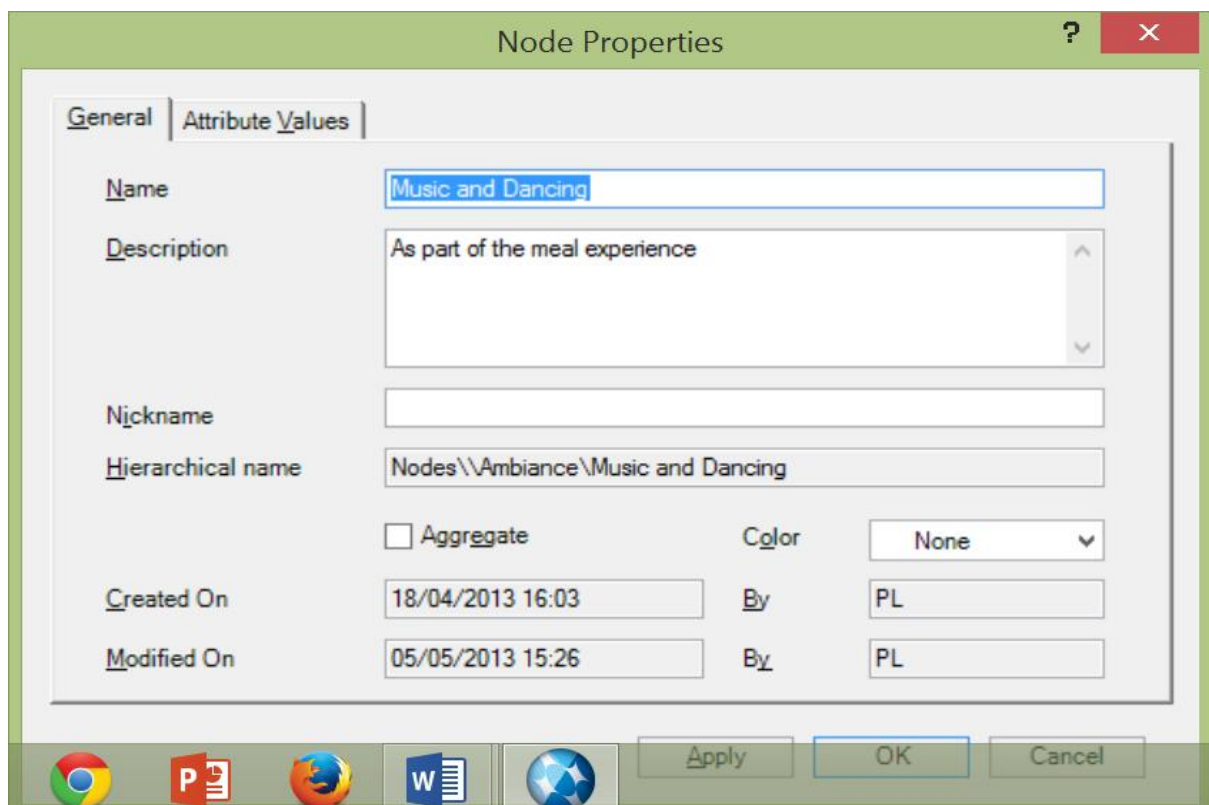 Node Properties
?
General Attribute Values
Name Music and Dancing
Description As part of the meal experience
Nickname
Hierarchical name Nodes\\Ambiance\Music and Dancing
Aggregate Color None
Created On 18/04/2013 16:03 By PL
Modified On 05/05/2013 15:26 By PL
Apply OK Cancel
P W